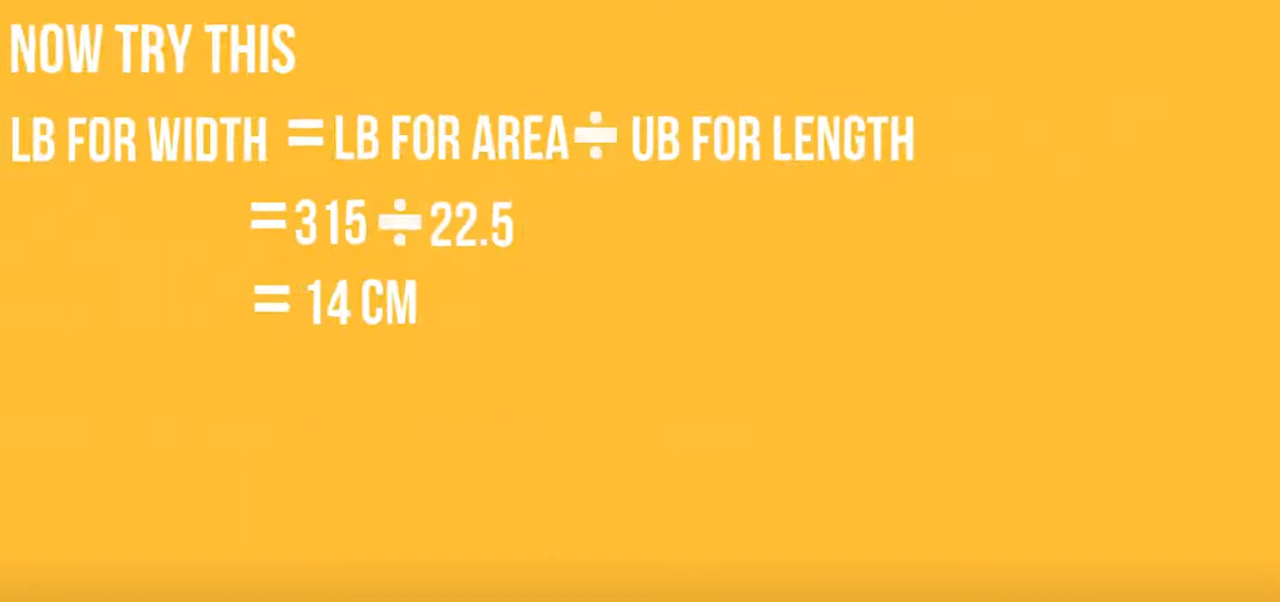 NOW TRY THIS
LB FOR WIDTH = LB FOR AREA ÷ UB FOR LENGTH
= 315 ÷ 22.5
= 14 CM